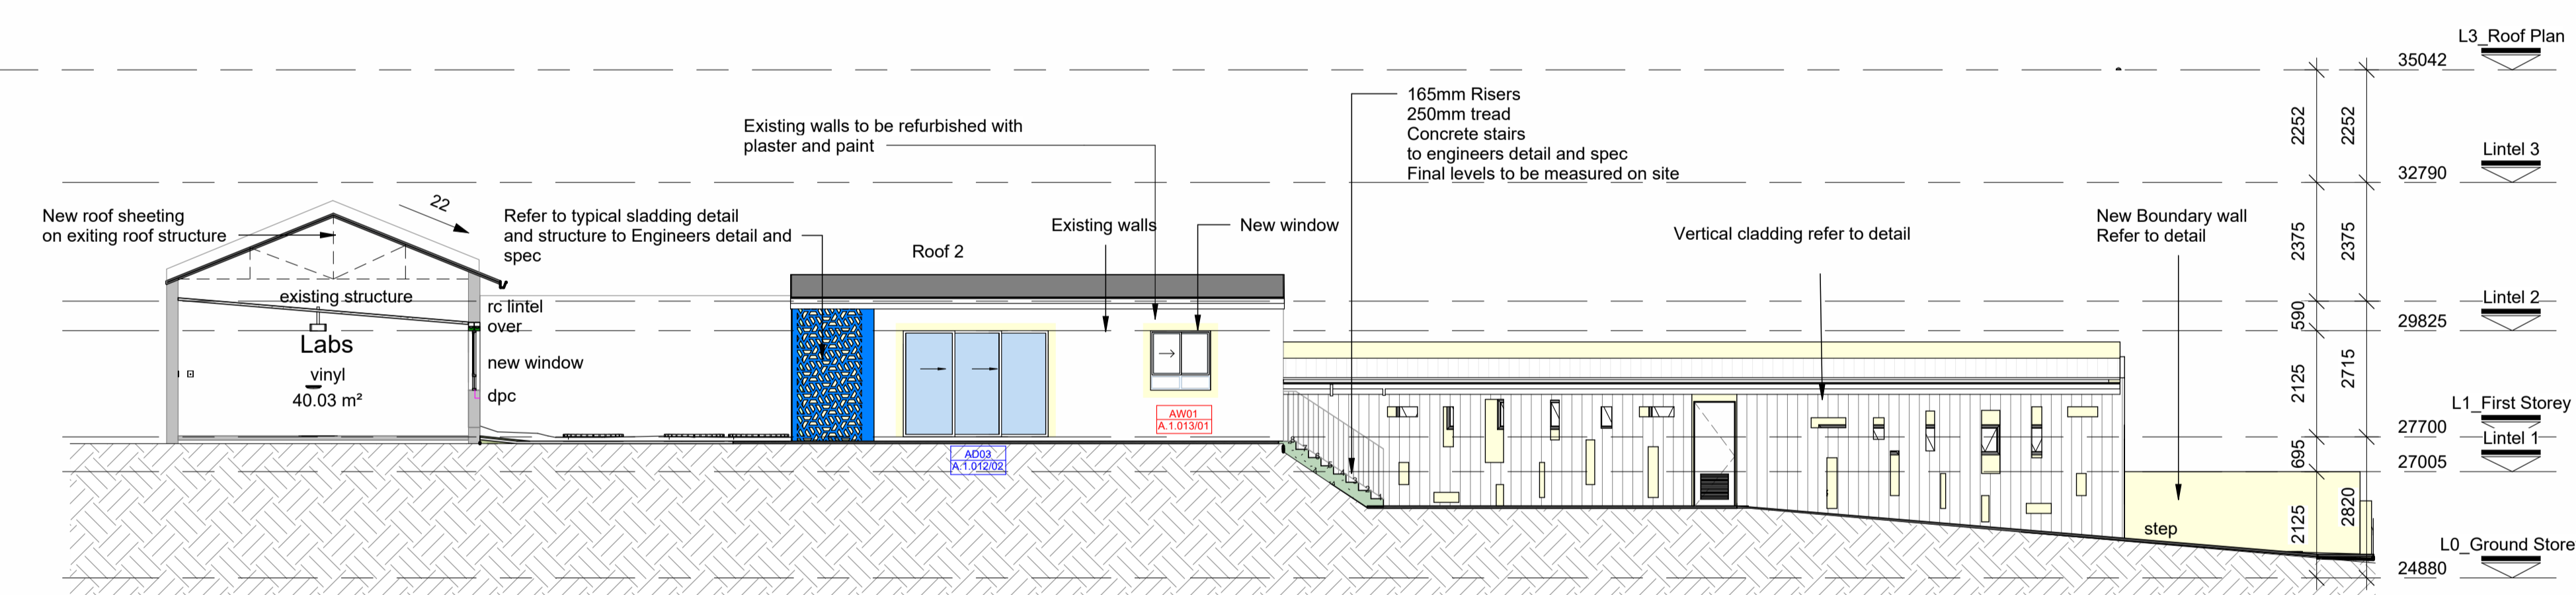 L3_Roof Plan
35042
165mm Risers
250mm tread
Concrete stairs
to engineers detail and spec
Final levels to be measured on site
Existing walls to be refurbished with
plaster and paint
2252
2252
Lintel 3
32790
New roof sheeting
on exiting roof structure
22
Refer to typical sladding detail
and structure to Engineers detail and
spec
Roof 2
Existing walls
New window
Vertical cladding refer to detail
New Boundary wall
Refer to detail
2375
2375
existing structure
rc lintel
over
Labs
vinyl
40.03 m²
new window
dpc
Lintel 2
590
29825
2125
2715
AW01
A.1.013/01
AD03
A.1.012/02
L1_First Storey
27700
Lintel 1
695
27005
2125
2820
step
L0_Ground Store
24880